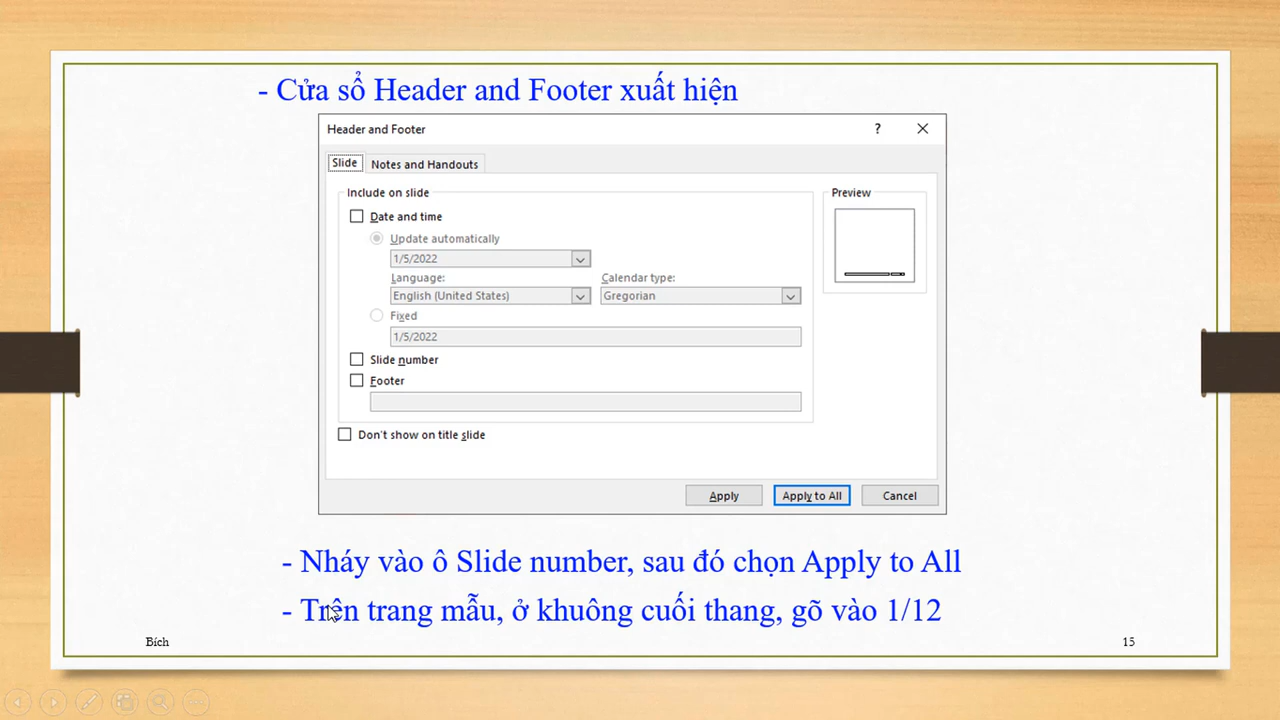 - Cửa sổ Header and Footer xuất hiện
Header and Footer ?
Slide Notes and Handouts
Include on slide
Preview
Date and time
Update automatically
1/5/2022
Language: Calendar type:
English (United States) Gregorian
Fixed
1/5/2022
Slide number
Footer
Don't show on title slide
Apply Apply to All Cancel
- Nháy vào ô Slide number, sau đó chọn Apply to All
- Trên trang mẫu, ở khuông cuối thang, gõ vào 1/12
Bích 15